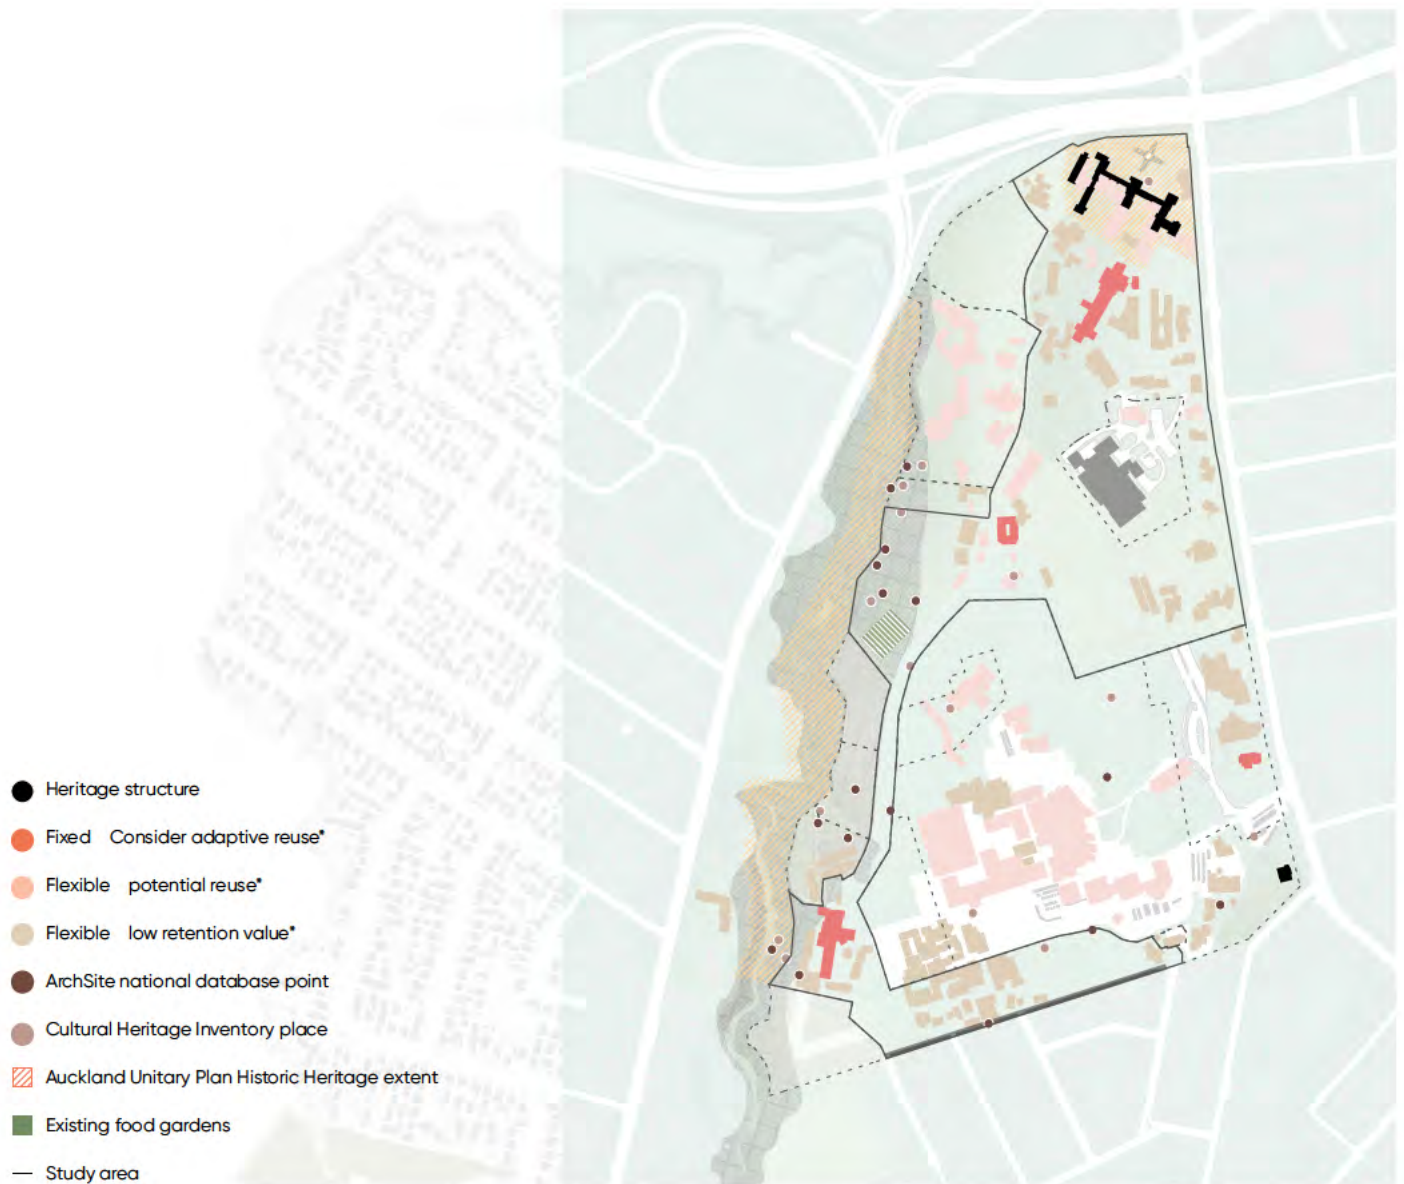 Heritage structure
Fixed Consider adaptive reuse*
Flexible potential reuse*
Flexible low retention value*
ArchSite national database point
Cultural Heritage Inventory place
Auckland Unitary Plan Historic Heritage extent
Existing food gardens
Study area